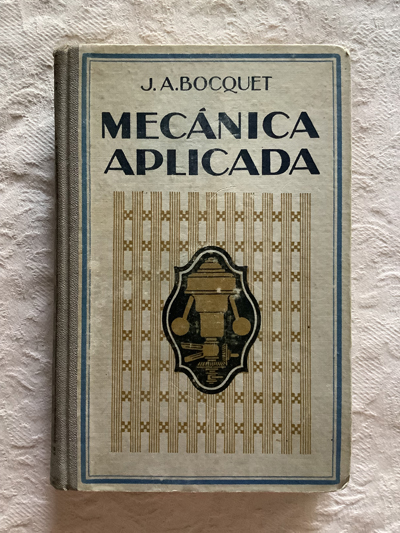 J. A. BOCQUET
MECÁNICA
APLICADA